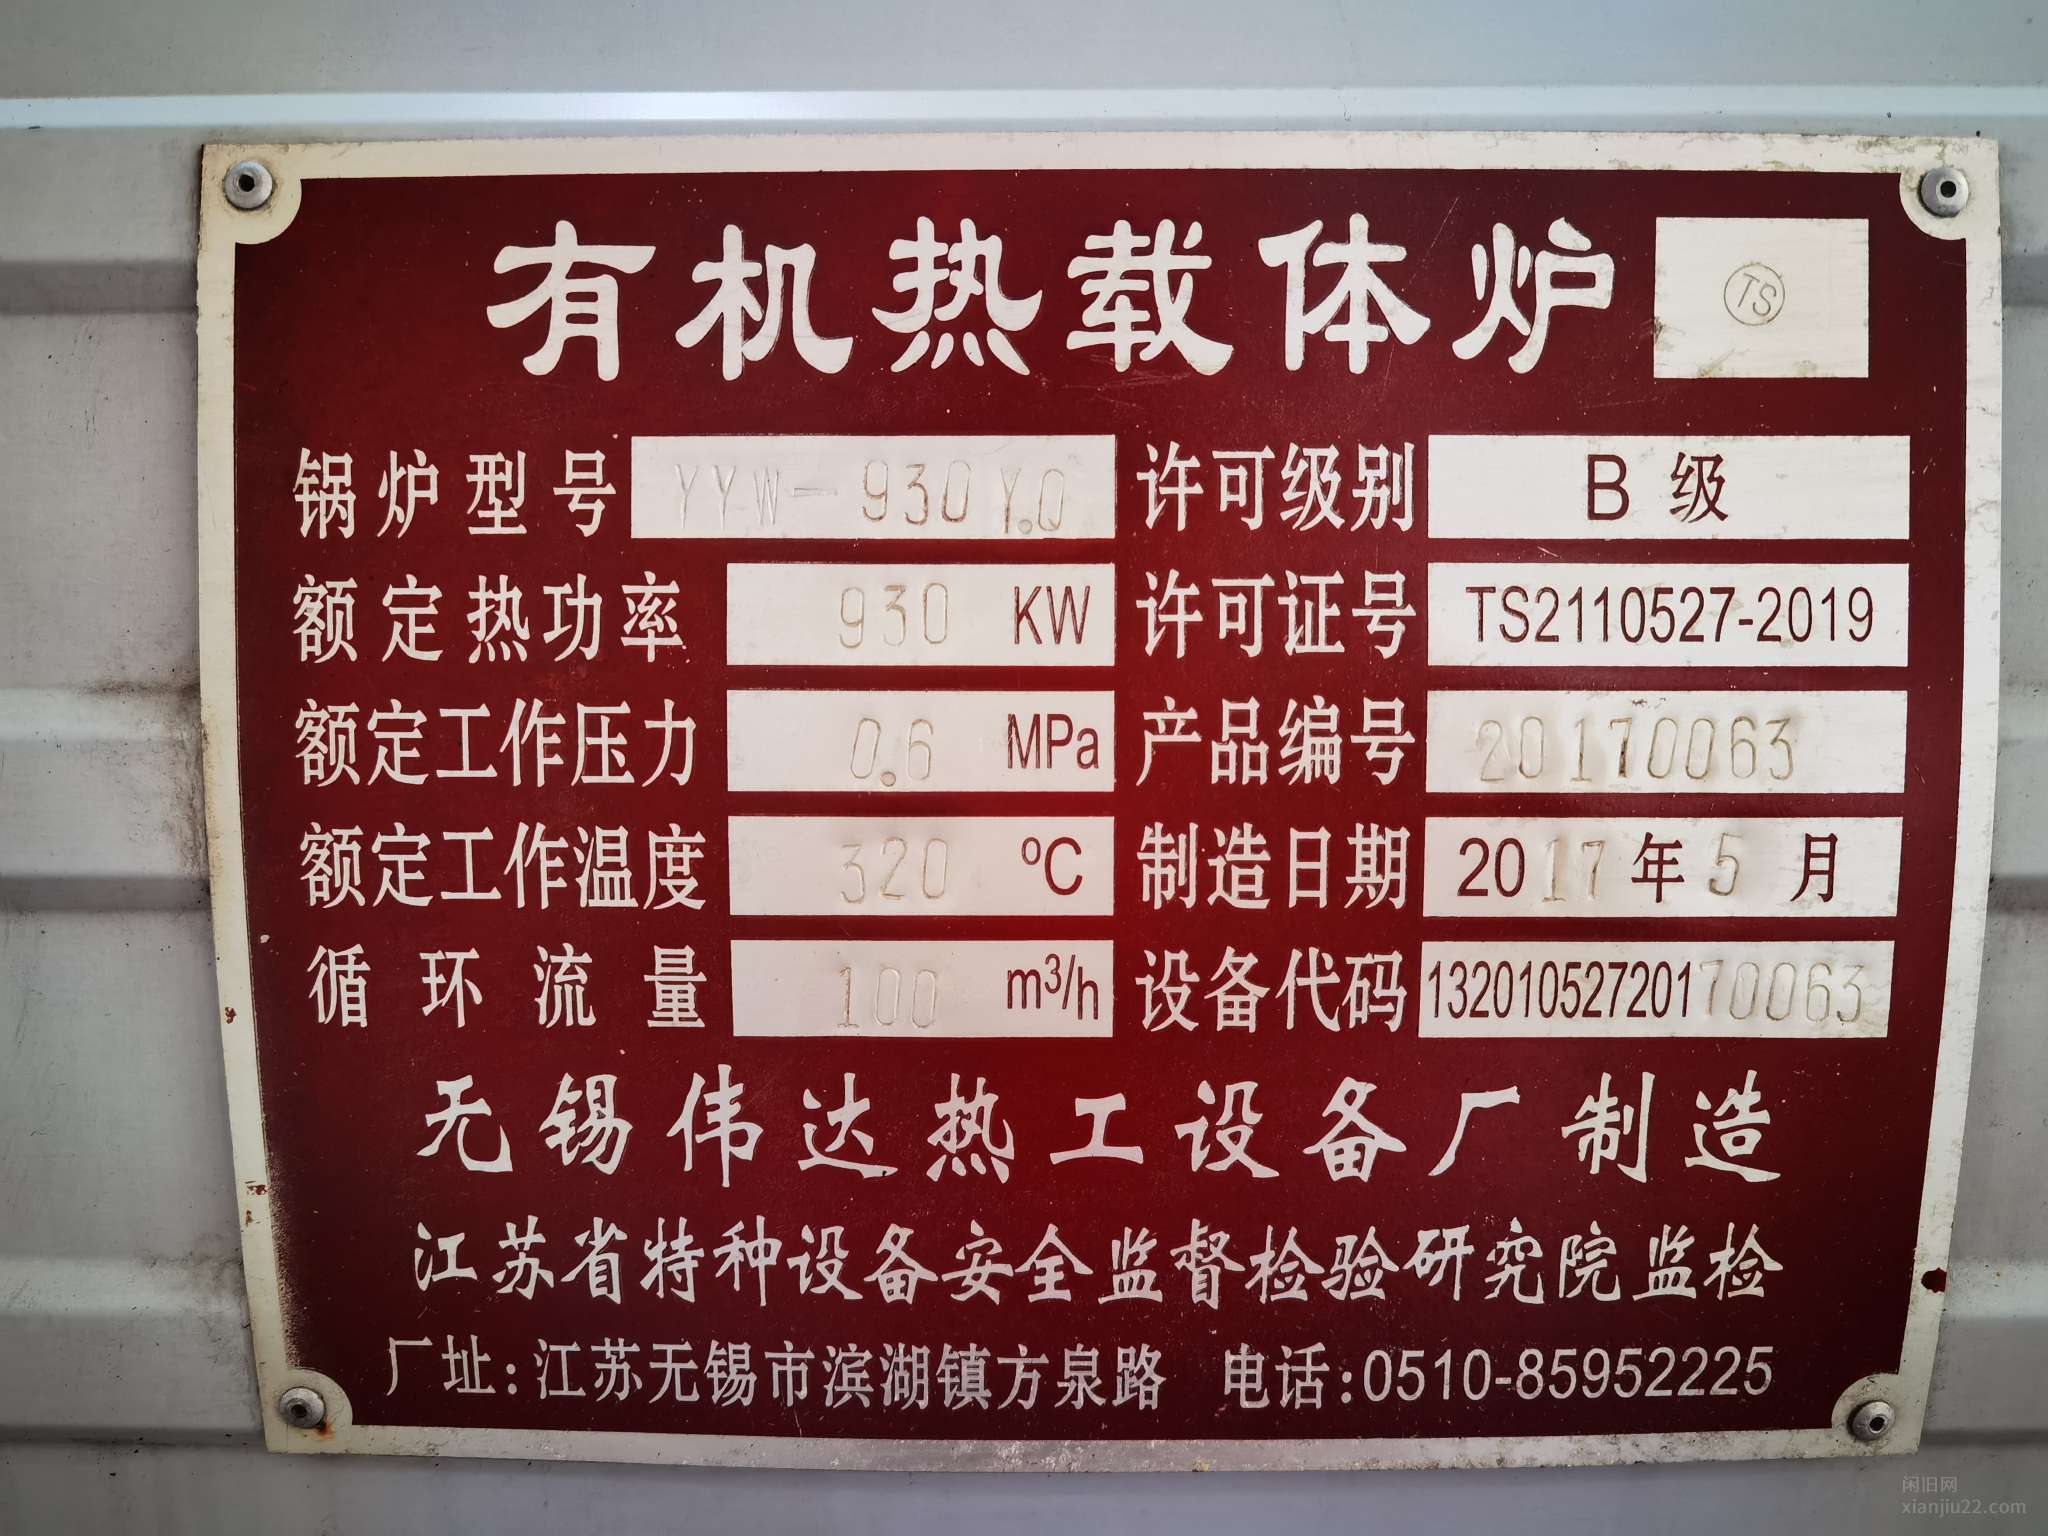 有机热载体炉 TS
锅炉型号 YYW-930Y.Q 许可级别 B 级
额定热功率 930 KW 许可证号 TS2110527-2019
额定工作压力 0.6 MPa 产品编号 20170063
额定工作温度 320 ℃ 制造日期 2017年5月
循环流量 100 m³/h 设备代码 13201052720170063
无锡伟达热工设备厂制造
江苏省特种设备安全监督检验研究院监检
厂址:江苏无锡市滨湖镇方泉路 电话:0510-85952225
闲旧网
xianjiu22.com